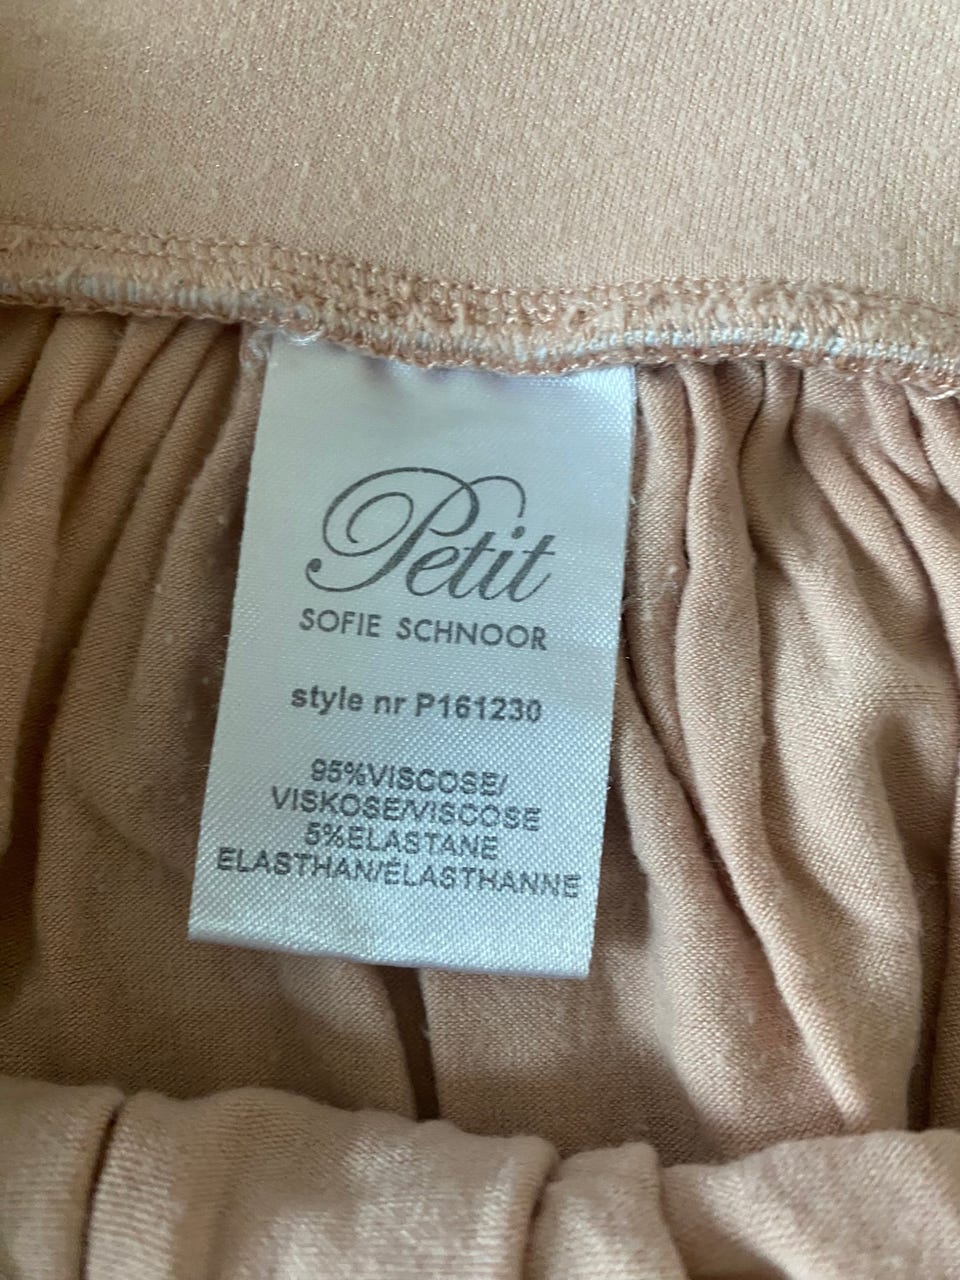 Petit
SOFIE SCHNOOR
style nr P161230
95%VISCOSE/
VISKOSE/VISCOSE
5%ELASTANE
ELASTHAN/ÉLASTHANNE